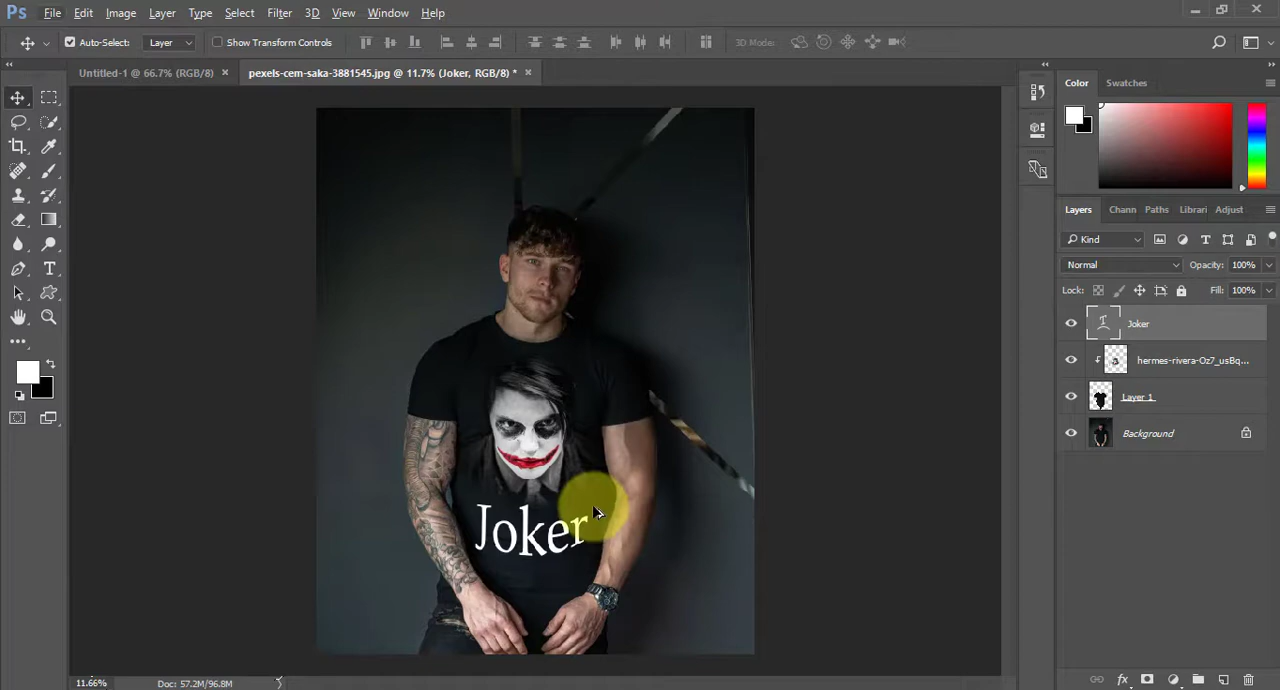 Ps File Edit Image Layer Type Select Filter 3D View Window Help
Auto-Select: Layer Show Transform Controls 3D Mode:
Untitled-1 @ 66.7% (RGB/8) × pexels-cem-saka-3881545.jpg @ 11.7% (Joker, RGB/8) * ×
Color Swatches
Layers Chann Paths Librari Adjust
Kind
Normal Opacity: 100%
Lock: Fill: 100%
Joker
hermes-rivera-Oz7_usBq...
Layer 1
Background
Joker
11.66% Doc: 57.2M/96.8M